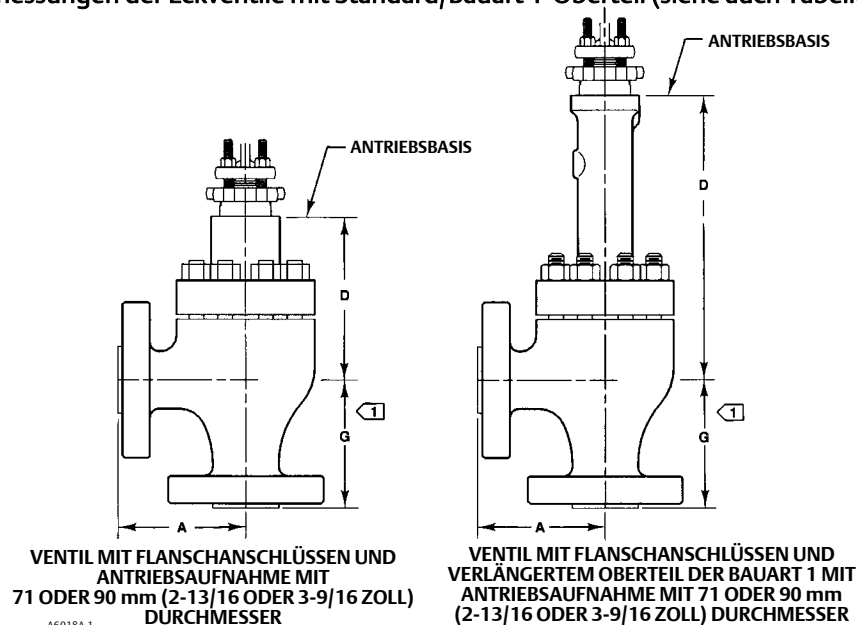 messungen der Eckventile mit Standard/Bauart 1-Oberteil (siehe auch Tabell
ANTRIEBSBASIS
D
1
G
A
VENTIL MIT FLANSCHANSCHLÜSSEN UND
ANTRIEBSAUFNAHME MIT
71 ODER 90 mm (2-13/16 ODER 3-9/16 ZOLL)
DURCHMESSER
A6018A-1
ANTRIEBSBASIS
D
1
G
A
VENTIL MIT FLANSCHANSCHLÜSSEN UND
VERLÄNGERTEM OBERTEIL DER BAUART 1 MIT
ANTRIEBSAUFNAHME MIT 71 ODER 90 mm
(2-13/16 ODER 3-9/16 ZOLL) DURCHMESSER